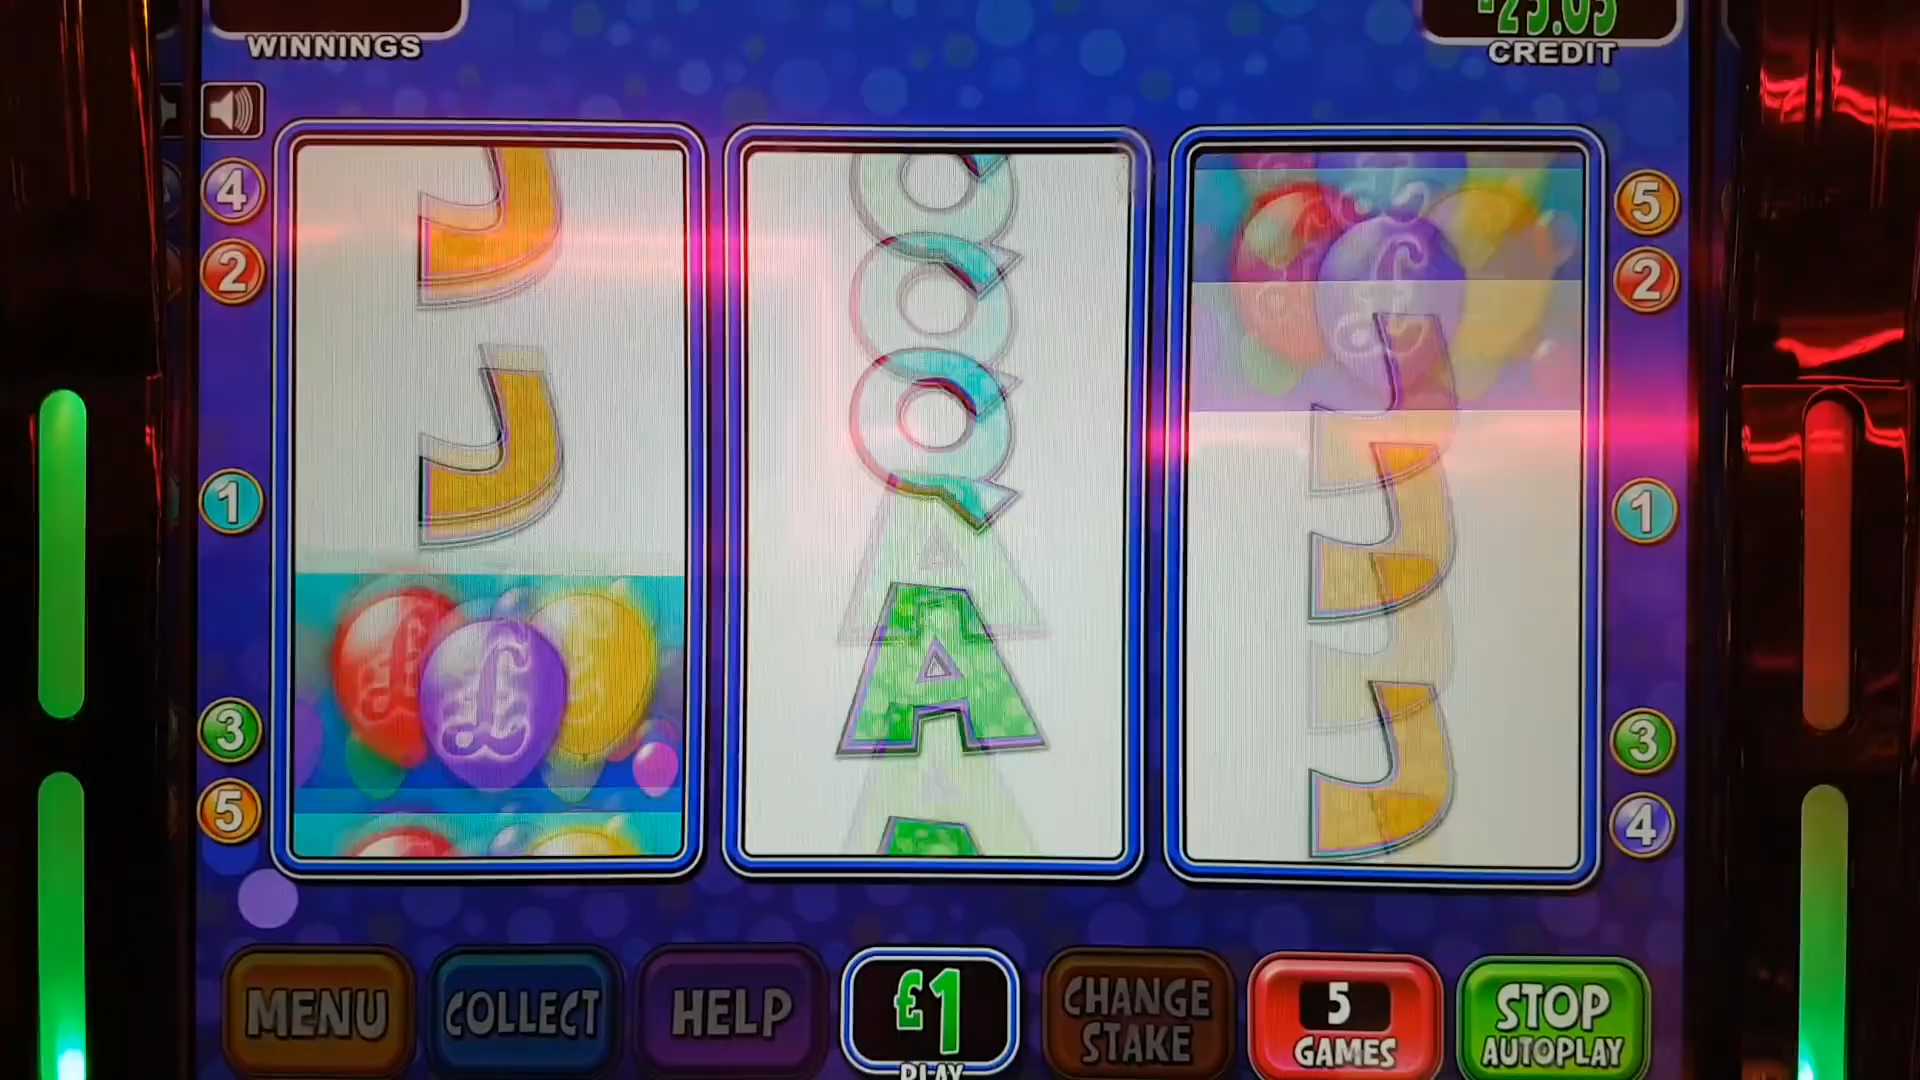 WINNINGS
CREDIT
4
2
1
3
5
5
2
1
3
4
J
J
Q
Q
Q
A
J
J
£ £ £
MENU
COLLECT
HELP
£1
PLAY
CHANGE
STAKE
5
GAMES
STOP
AUTOPLAY